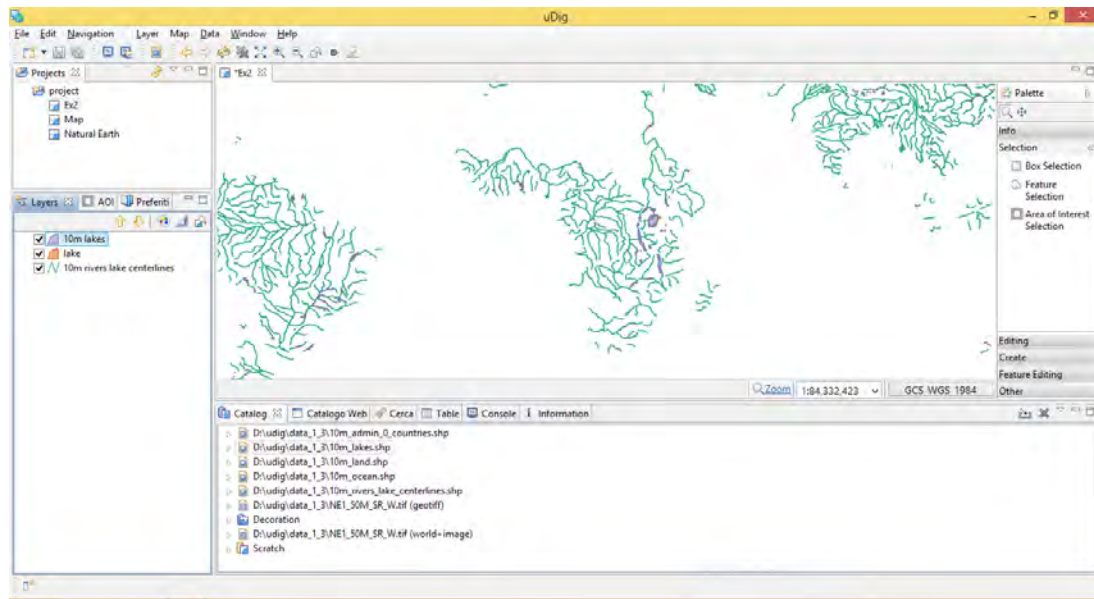 uDig
File Edit Navigation Layer Map Data Window Help
Projects
project
Ex2
Map
Natural Earth
*Ex2
Palette
Info
Selection
Box Selection
Feature
Selection
Area of Interest
Selection
Editing
Create
Feature Editing
Other
Layers AOI Preferiti
10m lakes
lake
10m rivers lake centerlines
Zoom 1:84.332.423 GCS_WGS_1984
Catalog Catalogo Web Cerca Table Console Information
D:\udig\data_1_3\10m_admin_0_countries.shp
D:\udig\data_1_3\10m_lakes.shp
D:\udig\data_1_3\10m_land.shp
D:\udig\data_1_3\10m_ocean.shp
D:\udig\data_1_3\10m_rivers_lake_centerlines.shp
D:\udig\data_1_3\NE1_50M_SR_W.tif (geotiff)
Decoration
D:\udig\data_1_3\NE1_50M_SR_W.tif (world+image)
Scratch